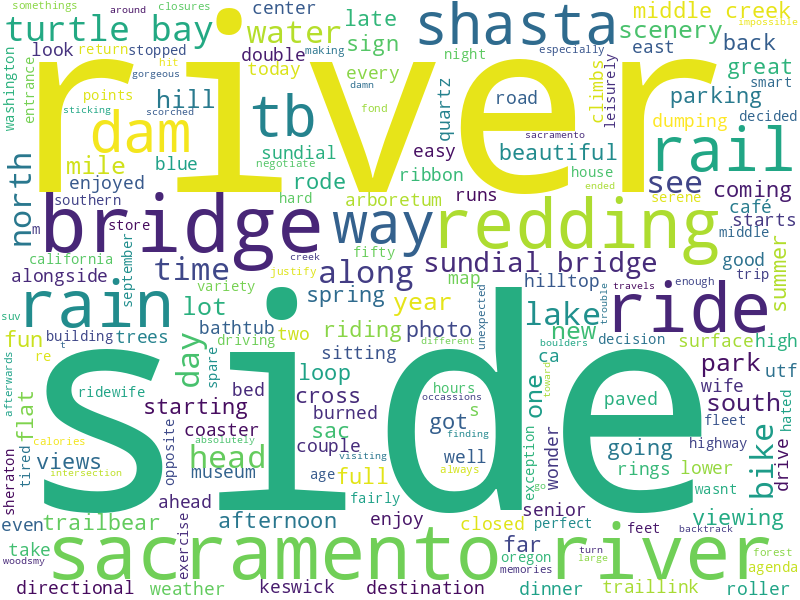 somethings around closures center shasta middle creek
turtle bay water late scenery
look return stopped double sign east back
washington entrance gorgeous hit making night especially impossible
river
today every damn great
points hill tb quartz road climbs leisurely parking smart
dam scorched fond dumping decided
sticking sacramento
mile blue sundial easy beautiful rail
north enjoyed negotiate rode ribbon house see coming
southern hard arboretum runs ended serene café starts
m store bridge way redding middle
creek fifty
california september time along sundial bridge good
alongside justify map hilltop trip enough
variety spring year travels
suv rain lot ride
fun building trees bathtub two riding photo lake new decision surface high summer
t re day driving different unexpected trouble
afterwards spare sitting ca boulders park utf
flat ridewife bed loop cross hours one toward wife
side
starting burned s paved south fleet
sheraton coaster sac got bike hated drive
tired views opposite museum head absolutely couple visiting finding well exception going wonder highway
calories age full always rings lower
intersection ahead fairly go wasnt
even trailbear exercise afternoon enjoy closed senior viewing
take perfect feet backtrack
sacramento river
woodsmy far oregon memories turn large forest agenda
directional weather keswick destination dinner traillink roller
occassions